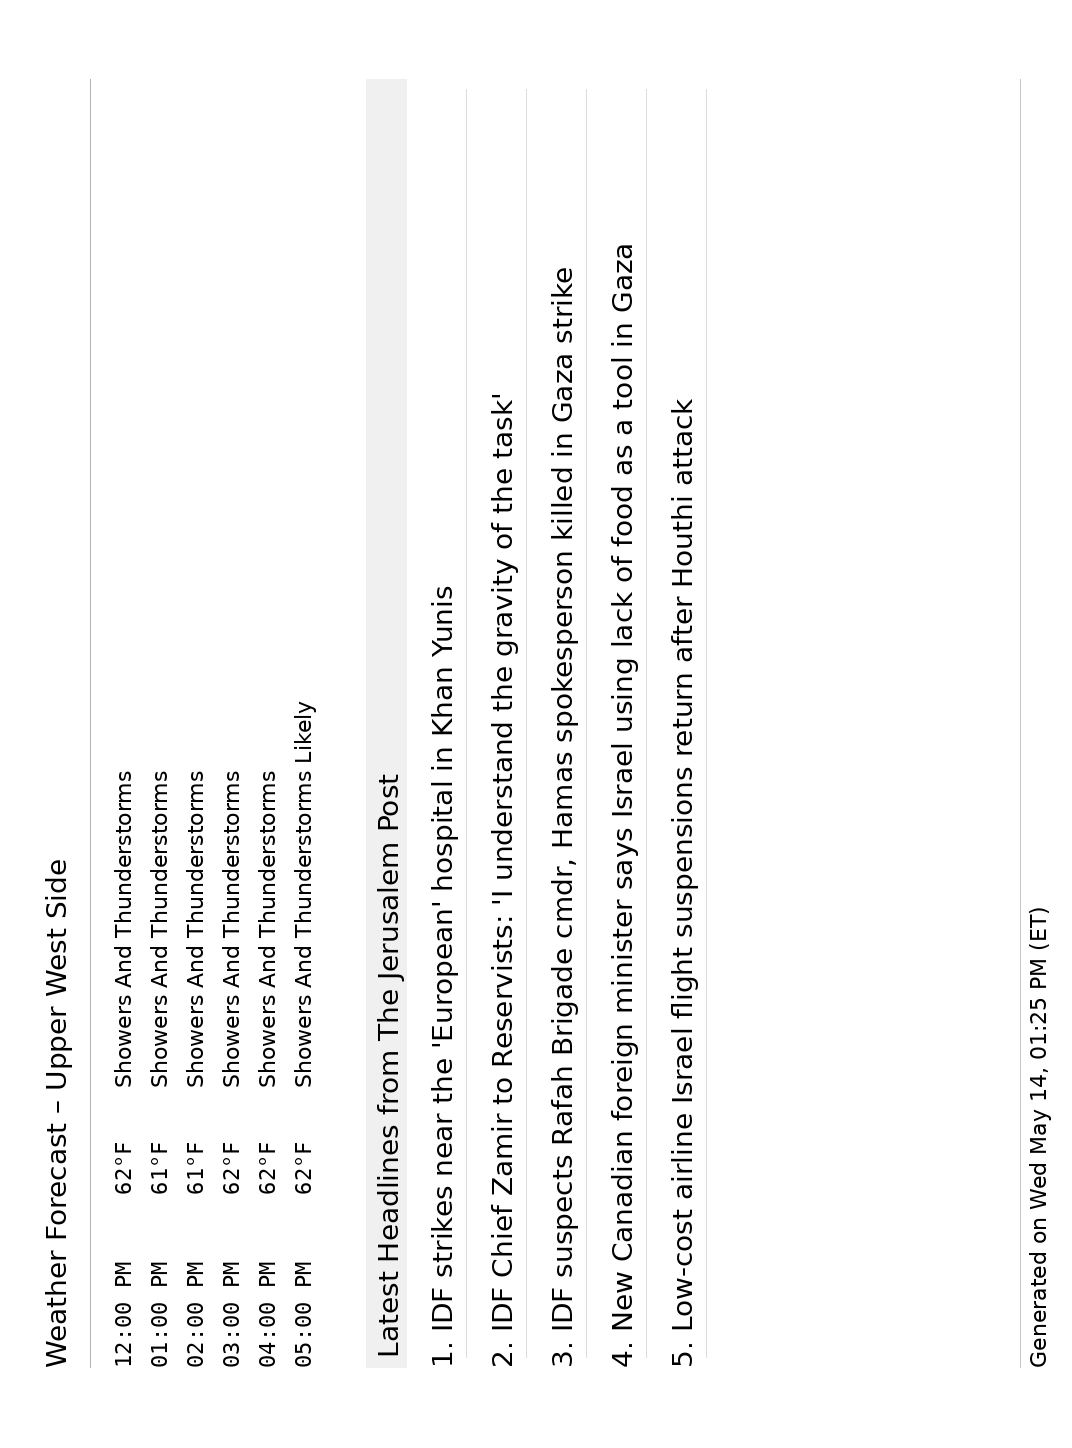 Weather Forecast – Upper West Side
12:00 PM 62°F Showers And Thunderstorms
01:00 PM 61°F Showers And Thunderstorms
02:00 PM 61°F Showers And Thunderstorms
03:00 PM 62°F Showers And Thunderstorms
04:00 PM 62°F Showers And Thunderstorms
05:00 PM 62°F Showers And Thunderstorms Likely
Latest Headlines from The Jerusalem Post
1. IDF strikes near the 'European' hospital in Khan Yunis
2. IDF Chief Zamir to Reservists: 'I understand the gravity of the task'
3. IDF suspects Rafah Brigade cmdr, Hamas spokesperson killed in Gaza strike
4. New Canadian foreign minister says Israel using lack of food as a tool in Gaza
5. Low-cost airline Israel flight suspensions return after Houthi attack
Generated on Wed May 14, 01:25 PM (ET)